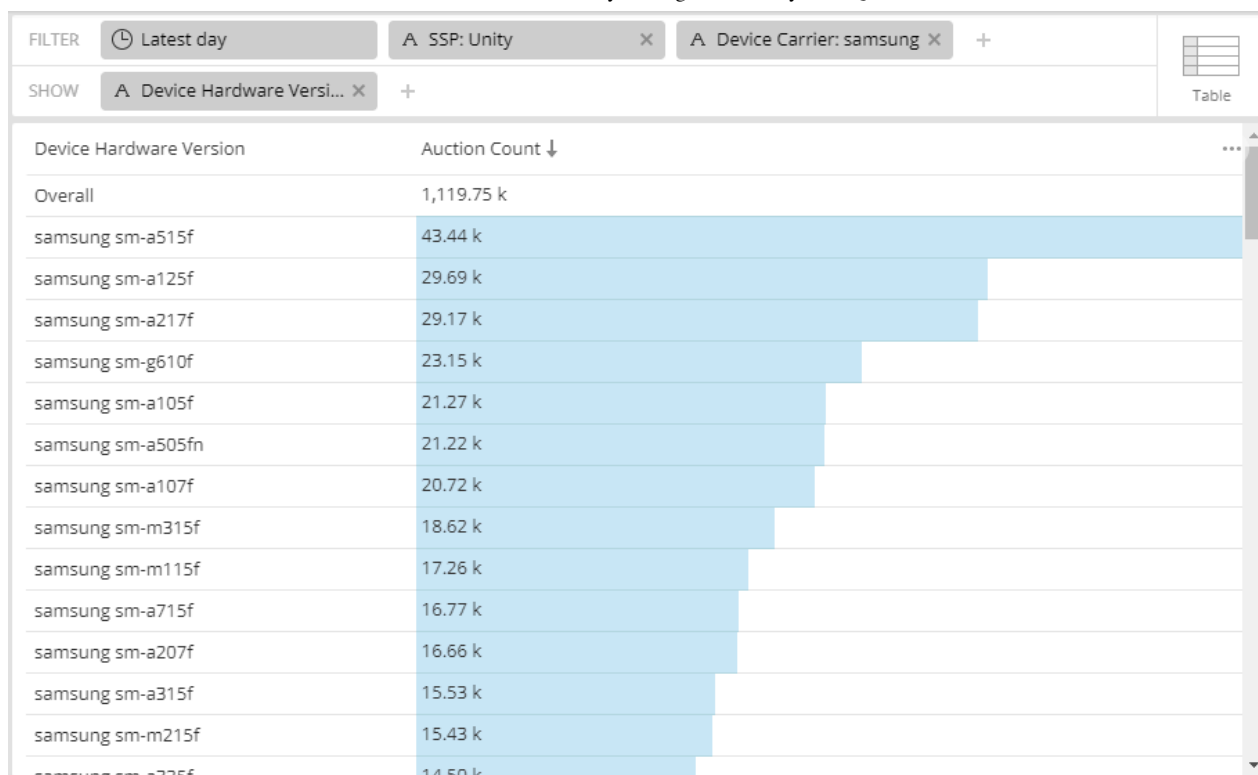 FILTER Latest day A SSP: Unity × A Device Carrier: samsung × +
SHOW A Device Hardware Versi... × +
Table
Device Hardware Version Auction Count ↓ ...
Overall 1,119.75 k
samsung sm-a515f 43.44 k
samsung sm-a125f 29.69 k
samsung sm-a217f 29.17 k
samsung sm-g610f 23.15 k
samsung sm-a105f 21.27 k
samsung sm-a505fn 21.22 k
samsung sm-a107f 20.72 k
samsung sm-m315f 18.62 k
samsung sm-m115f 17.26 k
samsung sm-a715f 16.77 k
samsung sm-a207f 16.66 k
samsung sm-a315f 15.53 k
samsung sm-m215f 15.43 k
samsung